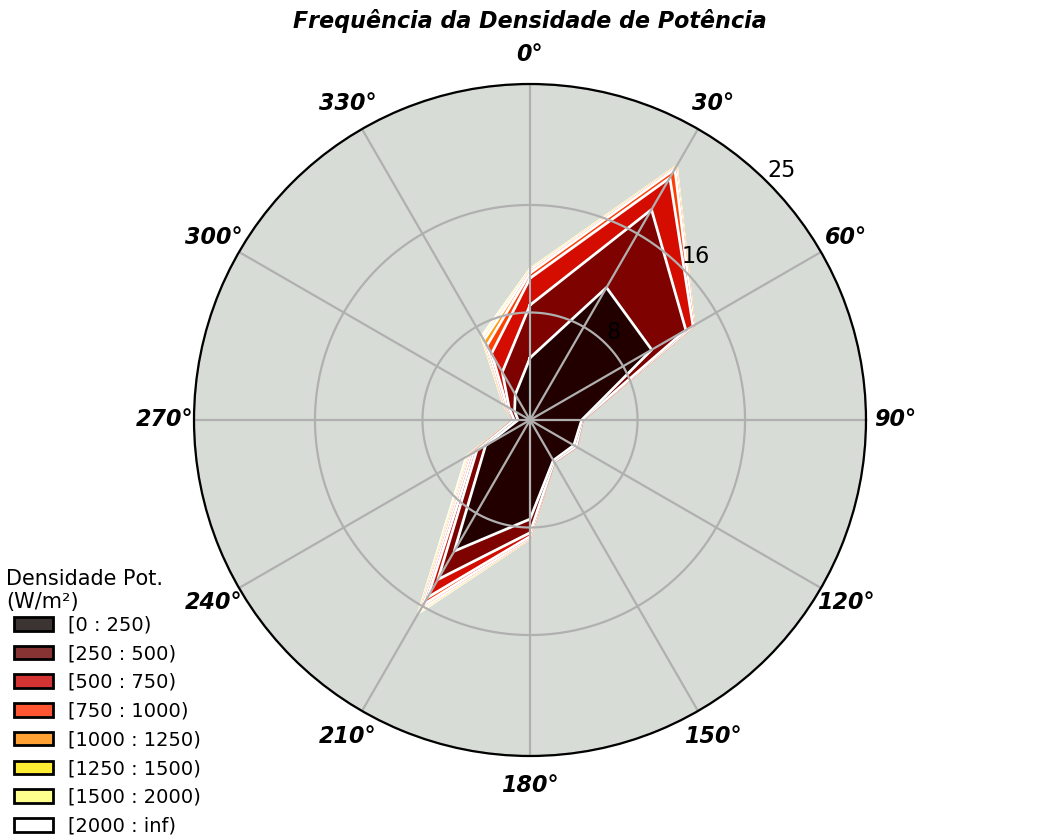 Frequência da Densidade de Potência
0°
330°
30°
25
300°
60°
16
8
270°
90°
Densidade Pot.
(W/m²)
240°
120°
[0 : 250)
[250 : 500)
[500 : 750)
[750 : 1000)
210°
150°
[1000 : 1250)
[1250 : 1500)
180°
[1500 : 2000)
[2000 : inf)